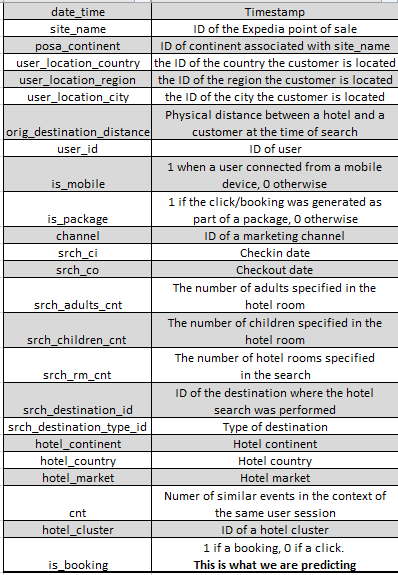 date_time Timestamp
site_name ID of the Expedia point of sale
posa_continent ID of continent associated with site_name
user_location_country the ID of the country the customer is located
user_location_region the ID of the region the customer is located
user_location_city the ID of the city the customer is located
Physical distance between a hotel and a
orig_destination_distance customer at the time of search
user_id ID of user
1 when a user connected from a mobile
is_mobile device, 0 otherwise
1 if the click/booking was generated as
is_package part of a package, 0 otherwise
channel ID of a marketing channel
srch_ci Checkin date
srch_co Checkout date
The number of adults specified in the
srch_adults_cnt hotel room
The number of children specified in the
srch_children_cnt hotel room
The number of hotel rooms specified
srch_rm_cnt in the search
ID of the destination where the hotel
srch_destination_id search was performed
srch_destination_type_id Type of destination
hotel_continent Hotel continent
hotel_country Hotel country
hotel_market Hotel market
Numer of similar events in the context of
cnt the same user session
hotel_cluster ID of a hotel cluster
1 if a booking, 0 if a click.
is_booking This is what we are predicting